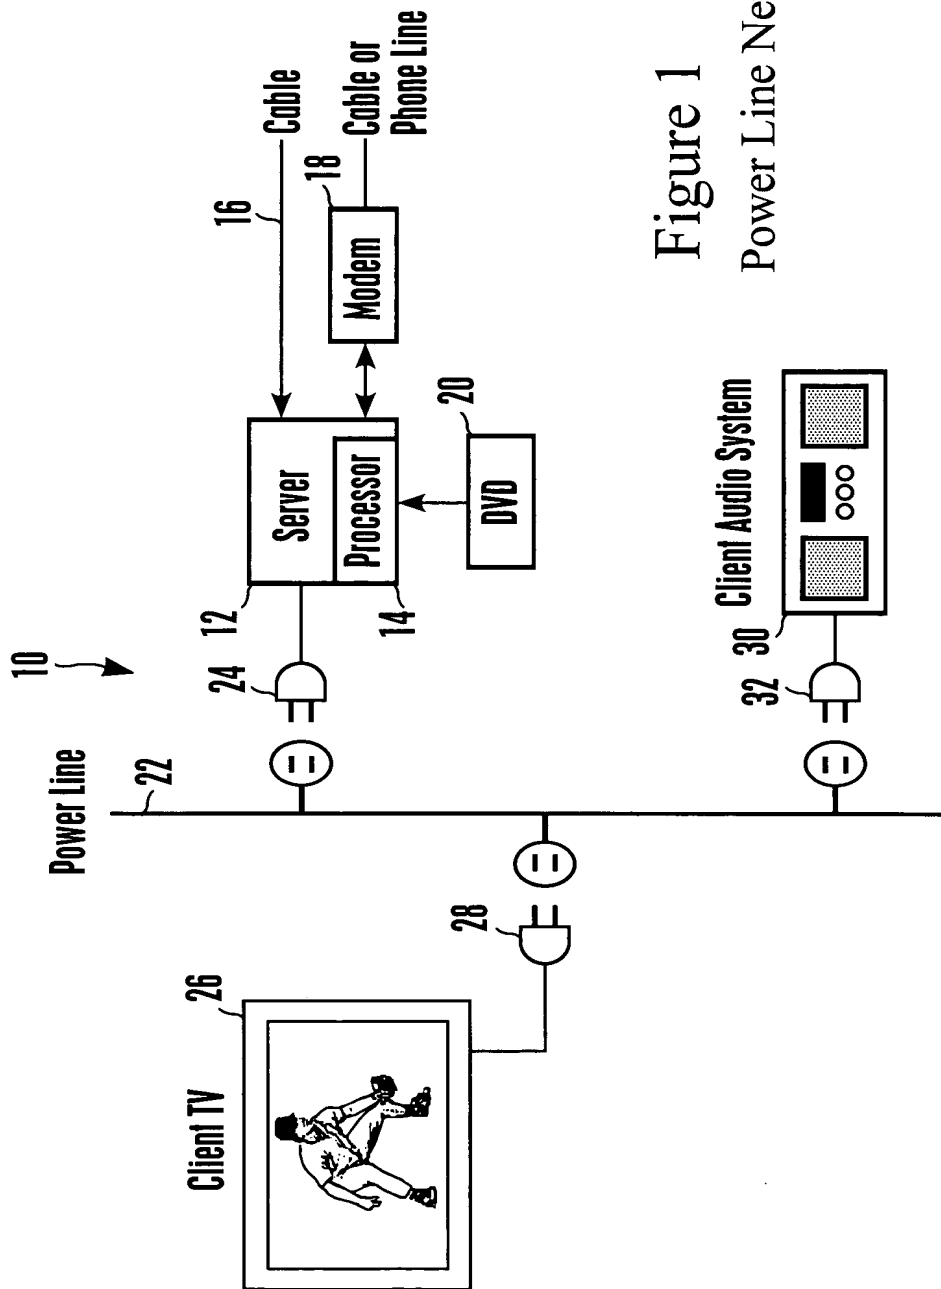 10
Power Line
22
24
12
Server
14
Processor
16
Cable
18
Modem
Cable or
Phone Line
20
DVD
Client TV
26
28
Client Audio System
30
32
Figure 1
Power Line Ne